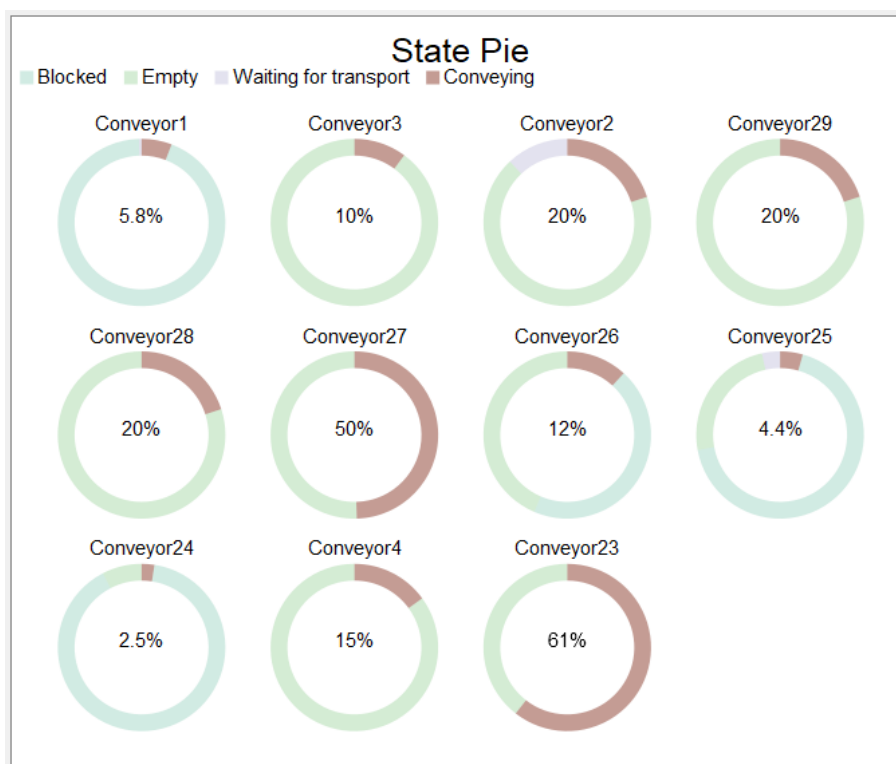 State Pie
Blocked Empty Waiting for transport Conveying
Conveyor1 Conveyor3 Conveyor2 Conveyor29
5.8% 10% 20% 20%
Conveyor28 Conveyor27 Conveyor26 Conveyor25
20% 50% 12% 4.4%
Conveyor24 Conveyor4 Conveyor23
2.5% 15% 61%